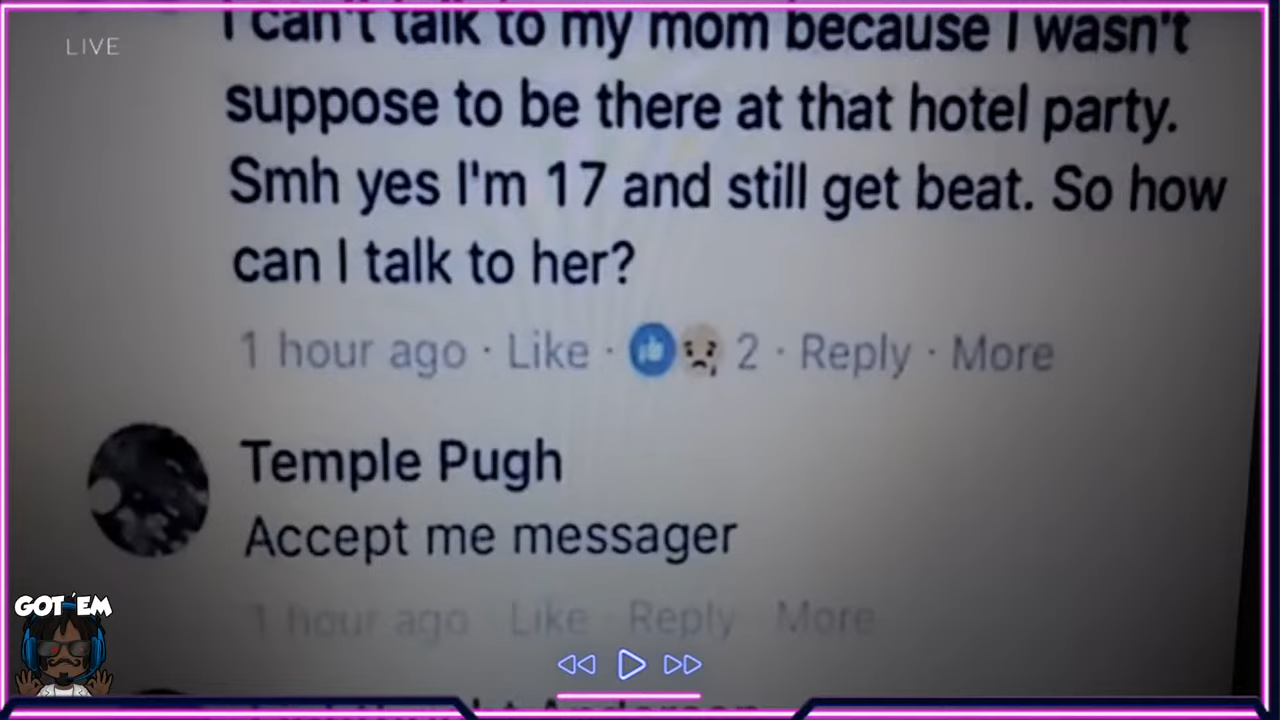 LIVE
I can't talk to my mom because I wasn't
suppose to be there at that hotel party.
Smh yes I'm 17 and still get beat. So how
can I talk to her?
1 hour ago · Like · 2 · Reply · More
Temple Pugh
Accept me messager
1 hour ago Like Reply More
GOT 'EM